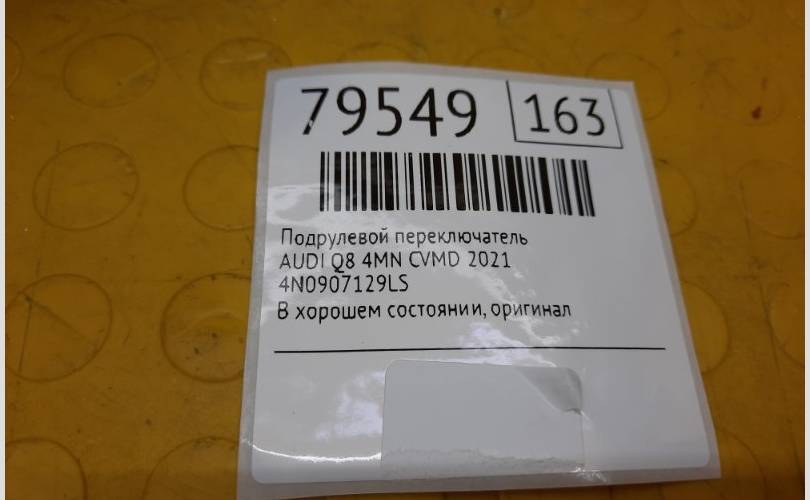 79549 163
Подрулевой переключатель
AUDI Q8 4MN CVMD 2021
4N0907129LS
В хорошем состоянии, оригинал